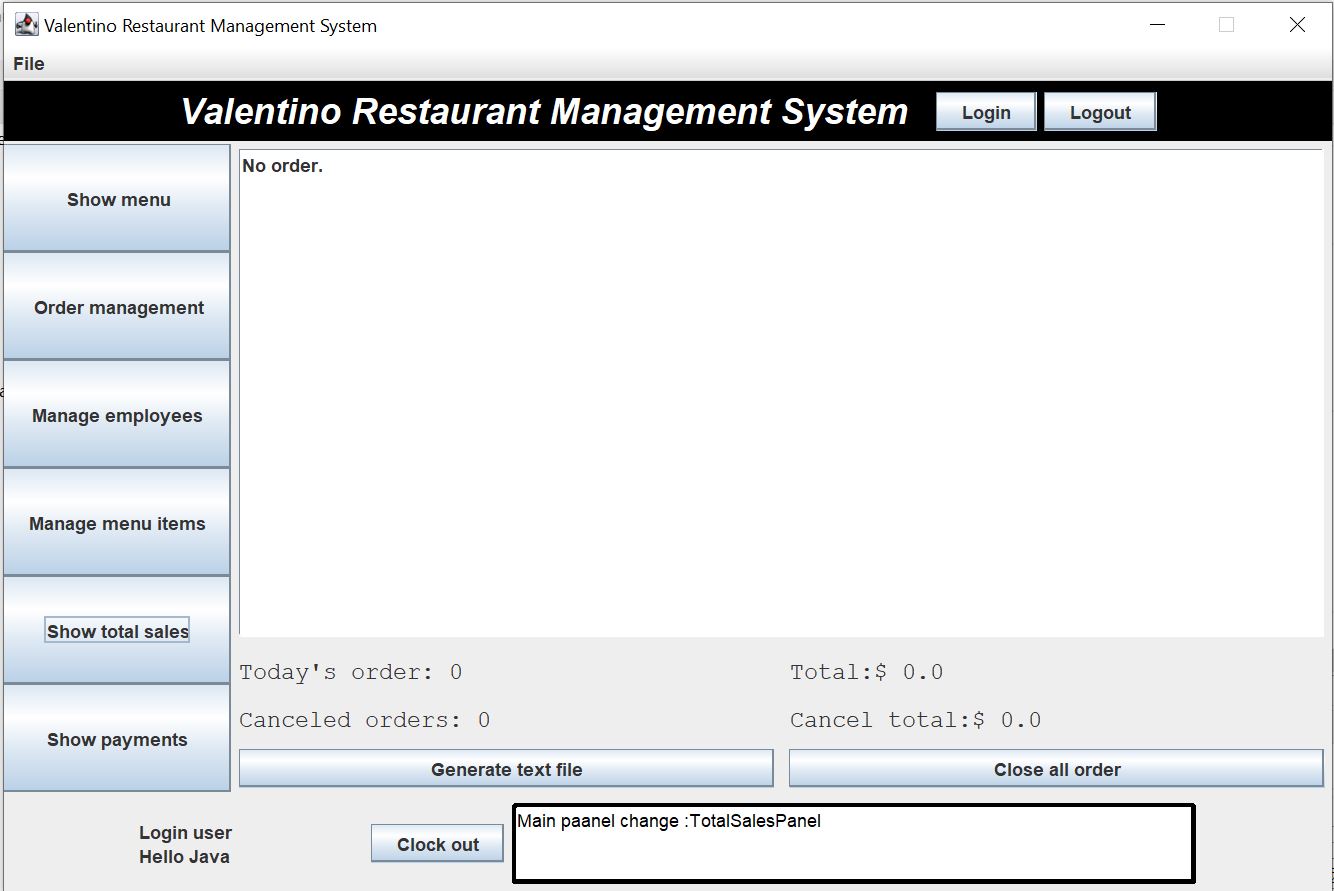 Valentino Restaurant Management System
File
Valentino Restaurant Management System
Login
Logout
Show menu
Order management
Manage employees
Manage menu items
Show total sales
Show payments
No order.
Today's order: 0
Total:$ 0.0
Canceled orders: 0
Cancel total:$ 0.0
Generate text file
Close all order
Login user
Hello Java
Clock out
Main paanel change :TotalSalesPanel